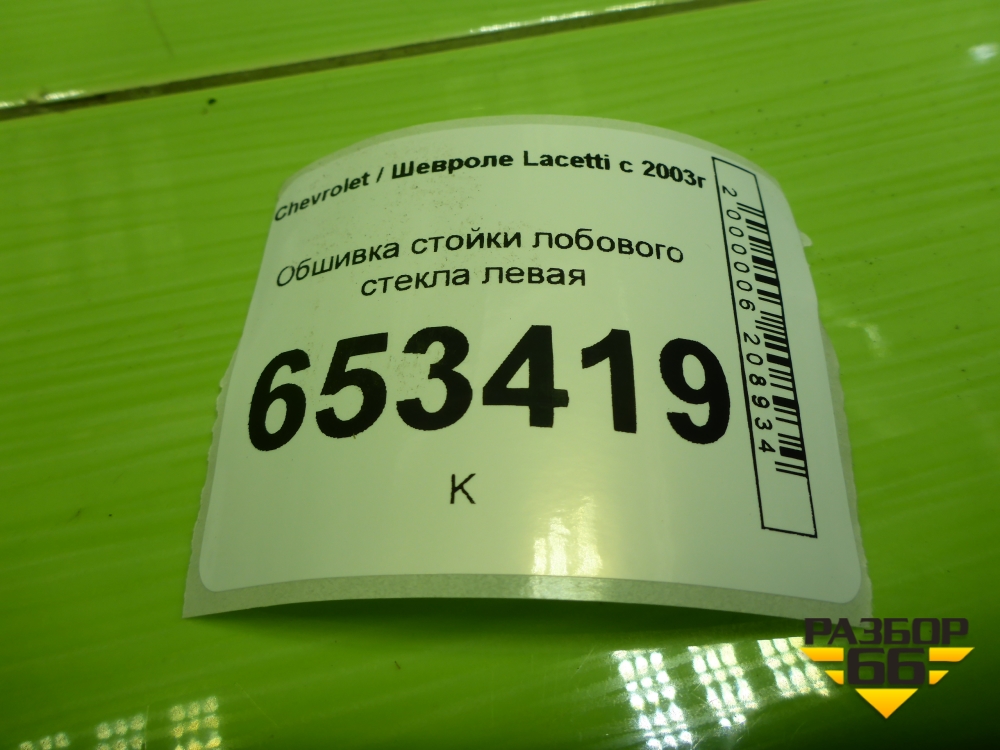 Chevrolet / Шевроле Lacetti с 2003г
Обшивка стойки лобового
стекла левая
653419
К
2000006208934
РАЗБОР
66